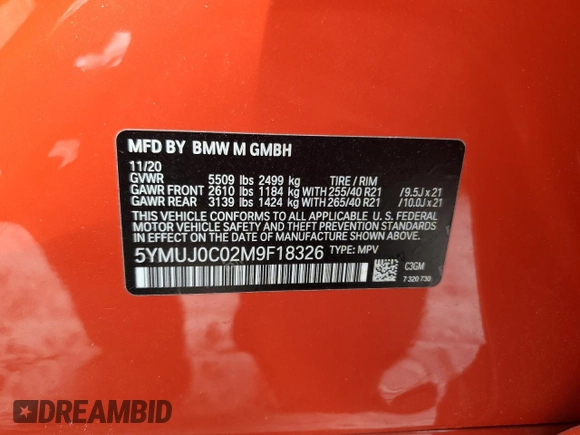 MFD BY BMW M GMBH
11/20
GVWR 5509 lbs 2499 kg TIRE / RIM
GAWR FRONT 2610 lbs 1184 kg WITH 255/40 R21 / 9.5J x 21
GAWR REAR 3139 lbs 1424 kg WITH 265/40 R21 / 10.0J x 21
THIS VEHICLE CONFORMS TO ALL APPLICABLE U. S. FEDERAL
MOTOR VEHICLE SAFETY AND THEFT PREVENTION STANDARDS
IN EFFECT ON THE DATE OF MANUFACTURE SHOWN ABOVE.
5YMUJ0C02M9F18326 TYPE: MPV
C3GM
7 320 730
DREAMBID